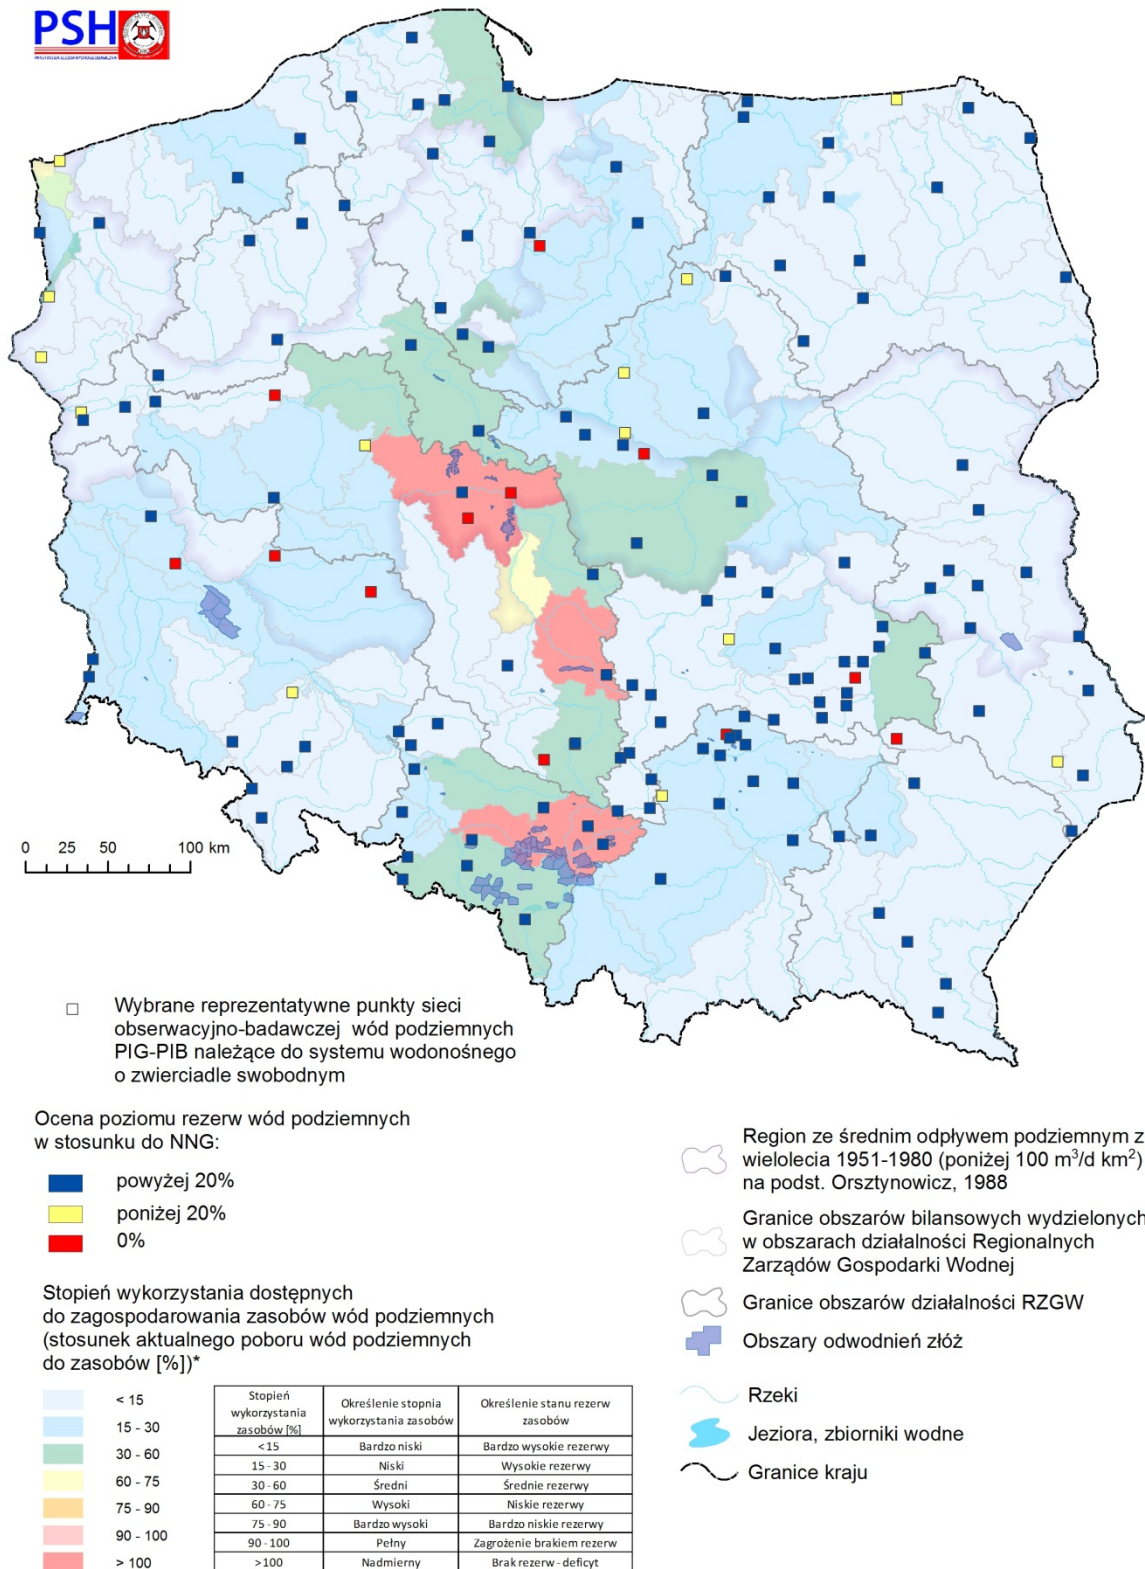 PSH
PAŃSTWOWA SŁUŻBA HYDROGEOLOGICZNA
0 25 50 100 km
Wybrane reprezentatywne punkty sieci
obserwacyjno-badawczej wód podziemnych
PIG-PIB należące do systemu wodonośnego
o zwierciadle swobodnym
Ocena poziomu rezerw wód podziemnych
w stosunku do NNG:
powyżej 20%
poniżej 20%
0%
Stopień wykorzystania dostępnych
do zagospodarowania zasobów wód podziemnych
(stosunek aktualnego poboru wód podziemnych
do zasobów [%])*
< 15
15 - 30
30 - 60
60 - 75
75 - 90
90 - 100
> 100
Stopień
wykorzystania
zasobów [%]
Określenie stopnia
wykorzystania zasobów
Określenie stanu rezerw
zasobów
<15 Bardzo niski Bardzo wysokie rezerwy
15 - 30 Niski Wysokie rezerwy
30 - 60 Średni Średnie rezerwy
60 - 75 Wysoki Niskie rezerwy
75 - 90 Bardzo wysoki Bardzo niskie rezerwy
90 - 100 Pełny Zagrożenie brakiem rezerw
>100 Nadmierny Brak rezerw - deficyt
Region ze średnim odpływem podziemnym z
wielolecia 1951-1980 (poniżej 100 m³/d km²)
na podst. Orsztynowicz, 1988
Granice obszarów bilansowych wydzielonych
w obszarach działalności Regionalnych
Zarządów Gospodarki Wodnej
Granice obszarów działalności RZGW
Obszary odwodnień złóż
Rzeki
Jeziora, zbiorniki wodne
Granice kraju